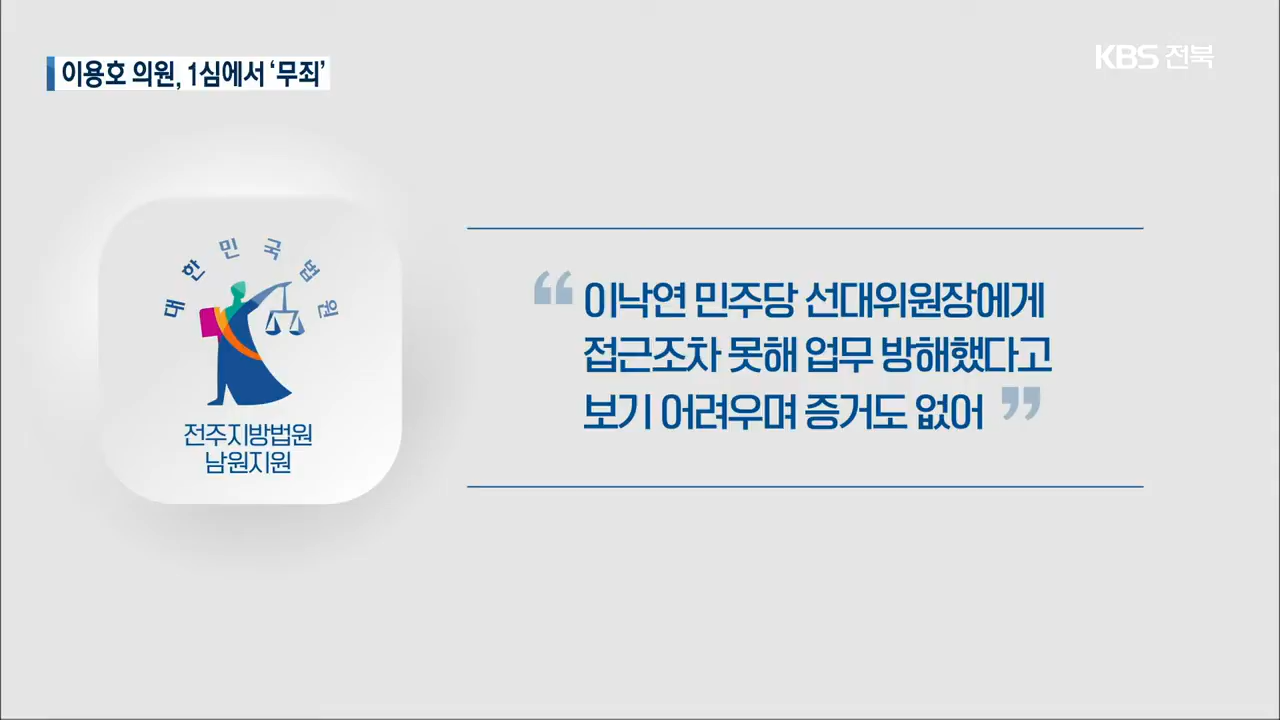 이용호 의원, 1심에서 ‘무죄’
KBS 전북
대한민국법원
전주지방법원
남원지원
“ 이낙연 민주당 선대위원장에게
접근조차 못해 업무 방해했다고
보기 어려우며 증거도 없어 ”